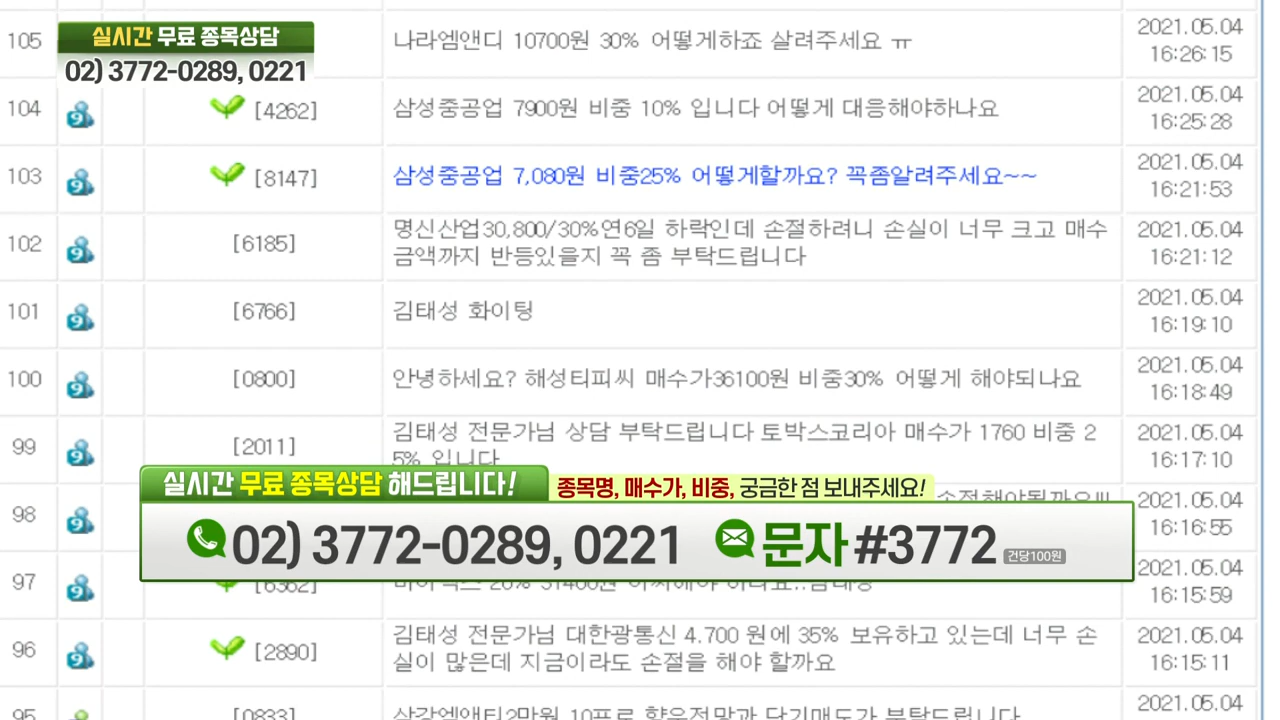 실시간 무료 종목상담
02) 3772-0289, 0221
105 나라엠앤디 10700원 30% 어떻게하죠 살려주세요 ㅠ 2021.05.04
16:26:15
104 [4262] 삼성중공업 7900원 비중 10% 입니다 어떻게 대응해야하나요 2021.05.04
16:25:28
103 [8147] 삼성중공업 7,080원 비중25% 어떻게할까요? 꼭좀알려주세요~~ 2021.05.04
16:21:53
102 [6185] 명신산업30,800/30%연6일 하락인데 손절하려니 손실이 너무 크고 매수
금액까지 반등있을지 꼭 좀 부탁드립니다
2021.05.04
16:21:12
101 [6766] 김태성 화이팅 2021.05.04
16:19:10
100 [0800] 안녕하세요? 해성티피씨 매수가36100원 비중30% 어떻게 해야되나요 2021.05.04
16:18:49
99 [2011] 김태성 전문가님 상담 부탁드립니다 토박스코리아 매수가 1760 비중 2
5% 입니다
2021.05.04
16:17:10
실시간 무료 종목상담 해드립니다!
종목명, 매수가, 비중, 궁금한 점 보내주세요!
98 2021.05.04
16:16:55
02) 3772-0289, 0221 문자 #3772 건당100원
97 2021.05.04
16:15:59
96 [2890] 김태성 전문가님 대한광통신 4.700 원에 35% 보유하고 있는데 너무 손
실이 많은데 지금이라도 손절을 해야 할까요
2021.05.04
16:15:11
95 [0833] 2021.05.04